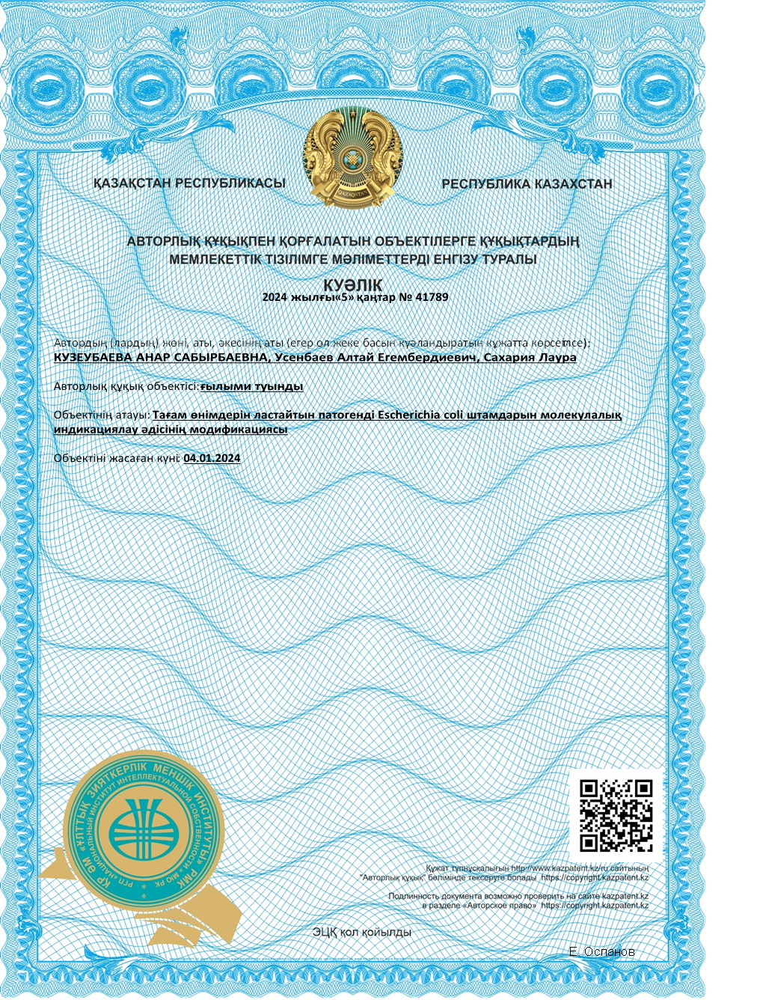 ҚАЗАҚСТАН РЕСПУБЛИКАСЫ
РЕСПУБЛИКА КАЗАХСТАН
QAZAQSTAN
АВТОРЛЫҚ ҚҰҚЫҚПЕН ҚОРҒАЛАТЫН ОБЪЕКТІЛЕРГЕ ҚҰҚЫҚТАРДЫҢ
МЕМЛЕКЕТТІК ТІЗІЛІМГЕ МӘЛІМЕТТЕРДІ ЕНГІЗУ ТУРАЛЫ
КУӘЛІК
2024 жылғы«5» қаңтар № 41789
Автордың (лардың) жөні, аты, әкесінің аты (егер ол жеке басын куәландыратын құжатта көрсетілсе):
КУЗЕУБАЕВА АНАР САБЫРБАЕВНА, Усенбаев Алтай Егембердиевич, Сахария Лаура
Авторлық құқық объектісі: ғылыми туынды
Объектінің атауы: Тағам өнімдерін ластайтын патогенді Escherichia coli штамдарын молекулалық
индикациялау әдісінің модификациясы
Объектіні жасаған күні: 04.01.2024
ҚР ӘМ «ҰЛТТЫҚ ЗИЯТКЕРЛІК МЕНШІК ИНСТИТУТЫ» РМК
РГП «НАЦИОНАЛЬНЫЙ ИНСТИТУТ ИНТЕЛЛЕКТУАЛЬНОЙ СОБСТВЕННОСТИ» МЮ РК
Құжат түпнұсқалығын http://www.kazpatent.kz/ru сайтының
"Авторлық құқық" бөлімінде тексеруге болады https://copyright.kazpatent.kz
Подлинность документа возможно проверить на сайте kazpatent.kz
в разделе «Авторское право» https://copyright.kazpatent.kz
ЭЦҚ қол қойылды
Е. Оспанов